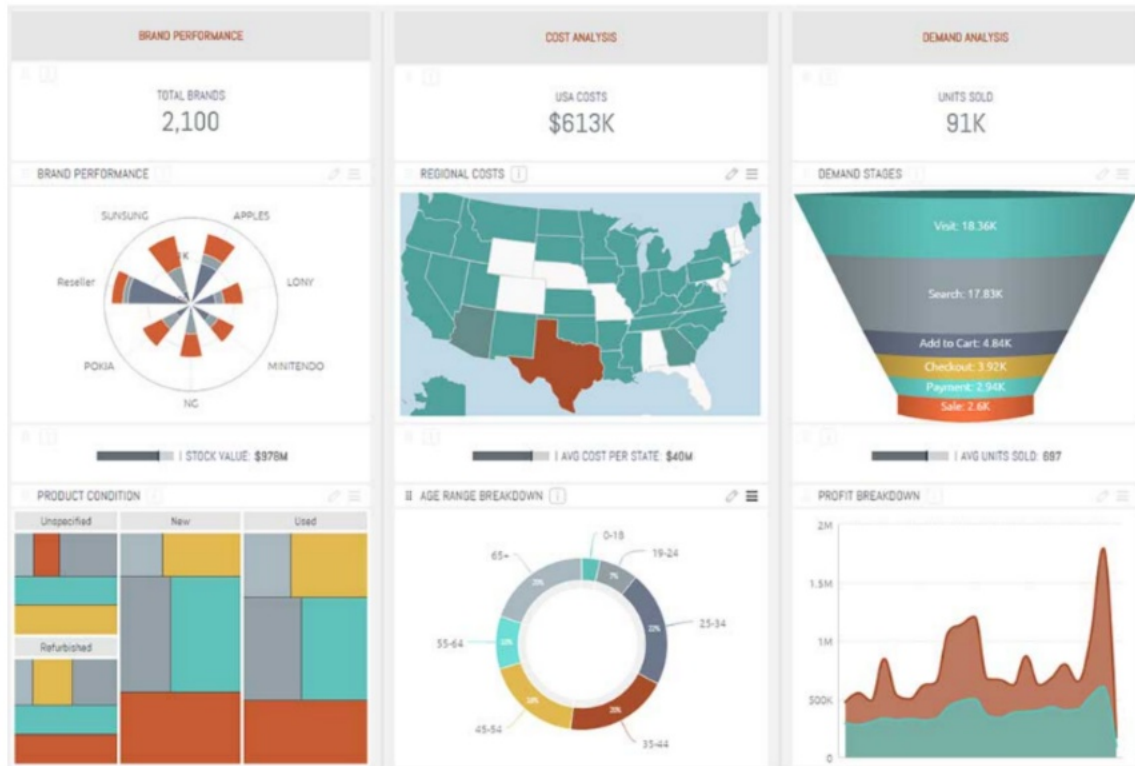 BRAND PERFORMANCE
TOTAL BRANDS
2,100
BRAND PERFORMANCE
SUNSUNG
APPLES
K
Reseller
LONY
POKIA
MINITENDO
NG
STOCK VALUE: $978M
PRODUCT CONDITION
Unspecified
New
Used
Refurbished
COST ANALYSIS
USA COSTS
$613K
REGIONAL COSTS
AVG COST PER STATE: $40M
AGE RANGE BREAKDOWN
0-18
19-24
7%
65+
25-34
22%
55-64
45-54
35-44
20%
DEMAND ANALYSIS
UNITS SOLD
91K
DEMAND STAGES
Visit: 18.36K
Search: 17.83K
Add to Cart: 4.84K
Checkout: 3.92K
Payment: 2.94K
Sale: 2.6K
AVG UNITS SOLD: 697
PROFIT BREAKDOWN
2M
1.5M
1M
500K
0